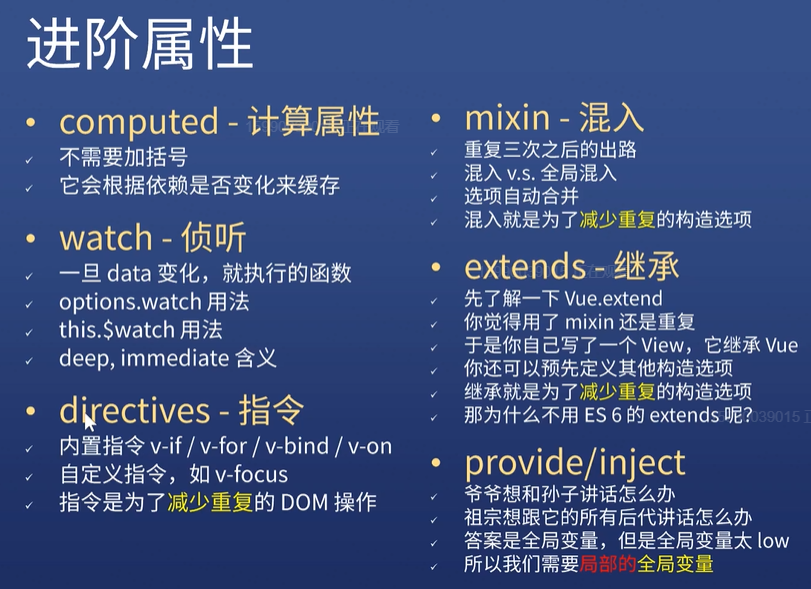 进阶属性
• computed - 计算属性
✓ 不需要加括号
✓ 它会根据依赖是否变化来缓存
• watch - 侦听
✓ 一旦 data 变化，就执行的函数
✓ options.watch 用法
✓ this.$watch 用法
✓ deep, immediate 含义
• directives - 指令
✓ 内置指令 v-if / v-for / v-bind / v-on
✓ 自定义指令，如 v-focus
✓ 指令是为了减少重复的 DOM 操作
• mixin - 混入
✓ 重复三次之后的出路
✓ 混入 v.s. 全局混入
✓ 选项自动合并
✓ 混入就是为了减少重复的构造选项
• extends - 继承
✓ 先了解一下 Vue.extend
✓ 你觉得用了 mixin 还是重复
✓ 于是你自己写了一个 View，它继承 Vue
✓ 你还可以预先定义其他构造选项
✓ 继承就是为了减少重复的构造选项
✓ 那为什么不用 ES 6 的 extends 呢?
• provide/inject
✓ 爷爷想和孙子讲话怎么办
✓ 祖宗想跟它的所有后代讲话怎么办
✓ 答案是全局变量，但是全局变量太 low
✓ 所以我们需要局部的全局变量